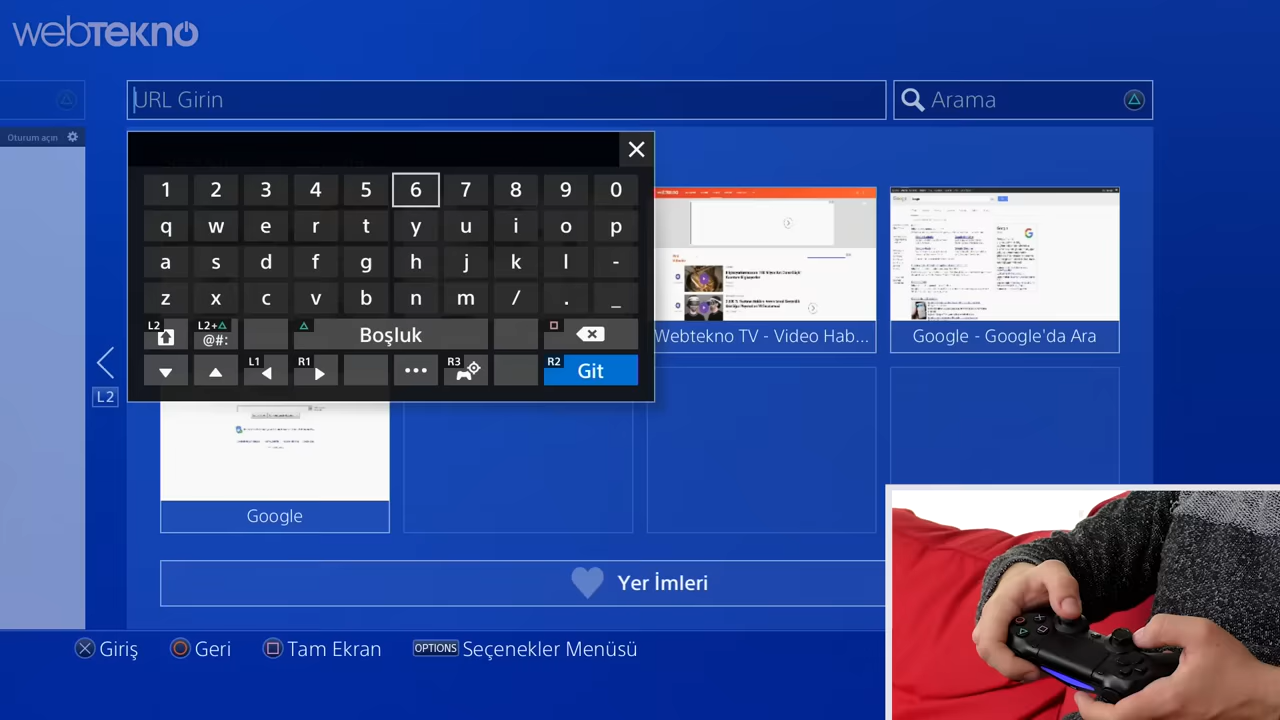 webTEKNO
URL Girin
Arama
Oturum açın
1 2 3 4 5 6 7 8 9 0
q w e r t y u i o p
a s d f g h j k l -
z x c v b n m / . _
L2
L2+△
@#:
△
Boşluk
L1
R1
...
R3
R2
Git
Webtekno TV - Video Hab...
Google - Google'da Ara
L2
Google
Yer İmleri
Giriş
Geri
Tam Ekran
OPTIONS Seçenekler Menüsü